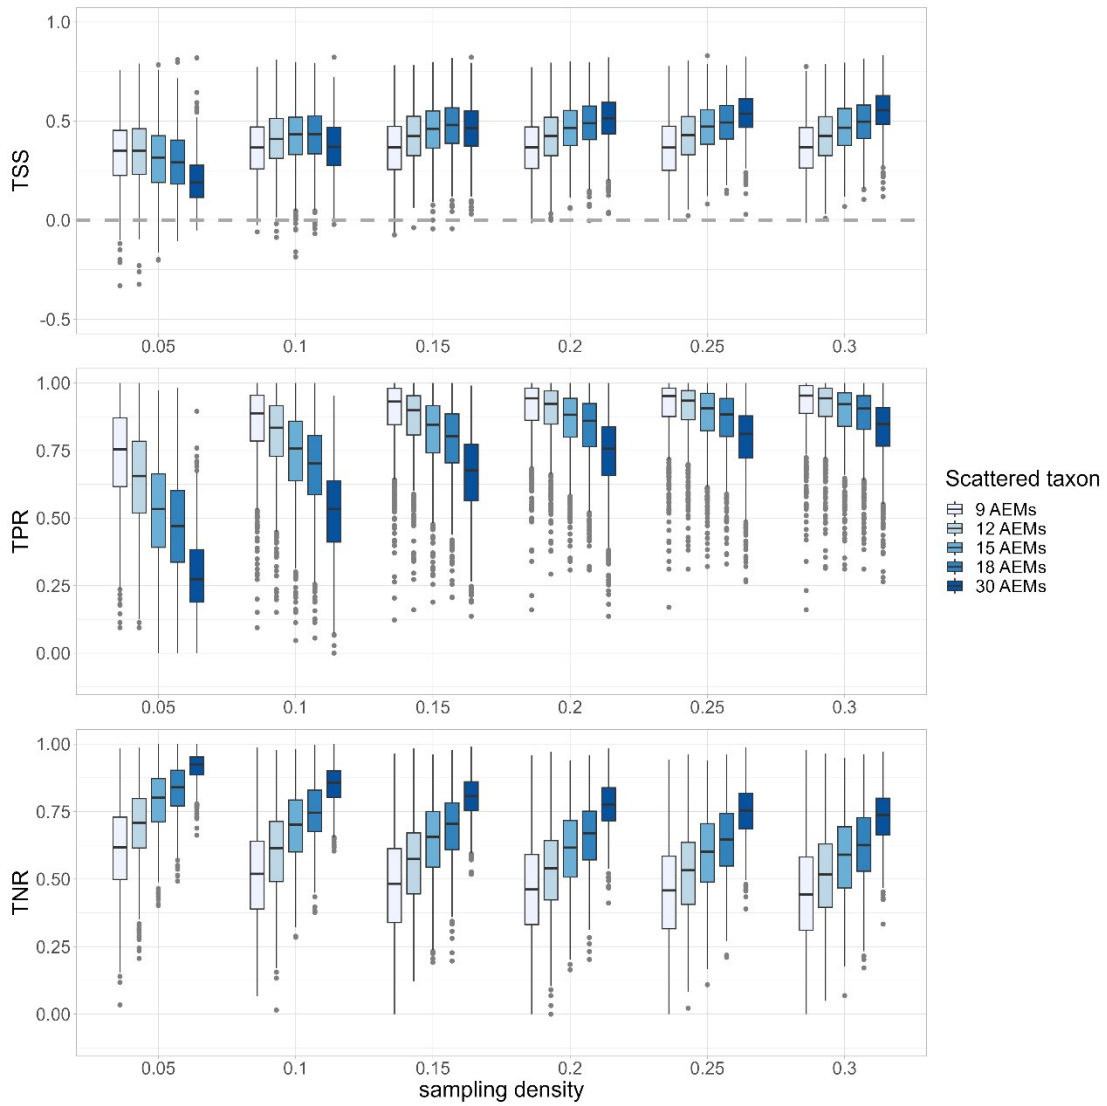 TSS
1.0
0.5
0.0
-0.5
0.05 0.1 0.15 0.2 0.25 0.3
TPR
1.00
0.75
0.50
0.25
0.00
0.05 0.1 0.15 0.2 0.25 0.3
Scattered taxon
9 AEMs
12 AEMs
15 AEMs
18 AEMs
30 AEMs
TNR
1.00
0.75
0.50
0.25
0.00
0.05 0.1 0.15 0.2 0.25 0.3
sampling density